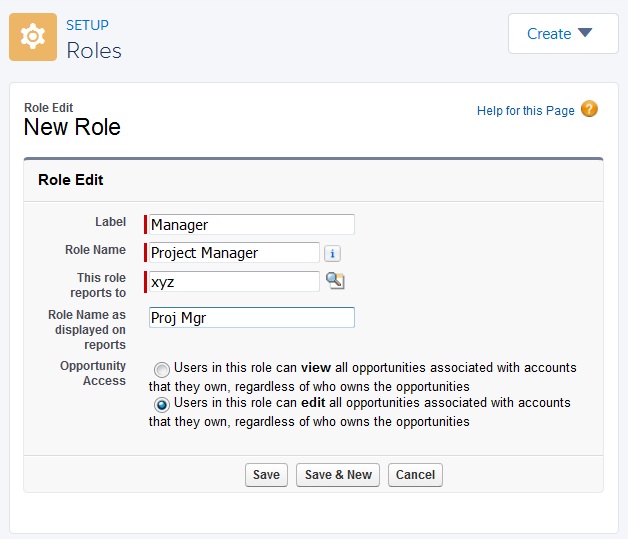 SETUP
Roles
Create
Role Edit
New Role
Help for this Page ?
Role Edit
Label Manager
Role Name Project Manager i
This role
reports to xyz
Role Name as
displayed on
reports Proj Mgr
Opportunity
Access
Users in this role can view all opportunities associated with accounts
that they own, regardless of who owns the opportunities
Users in this role can edit all opportunities associated with accounts
that they own, regardless of who owns the opportunities
Save Save & New Cancel